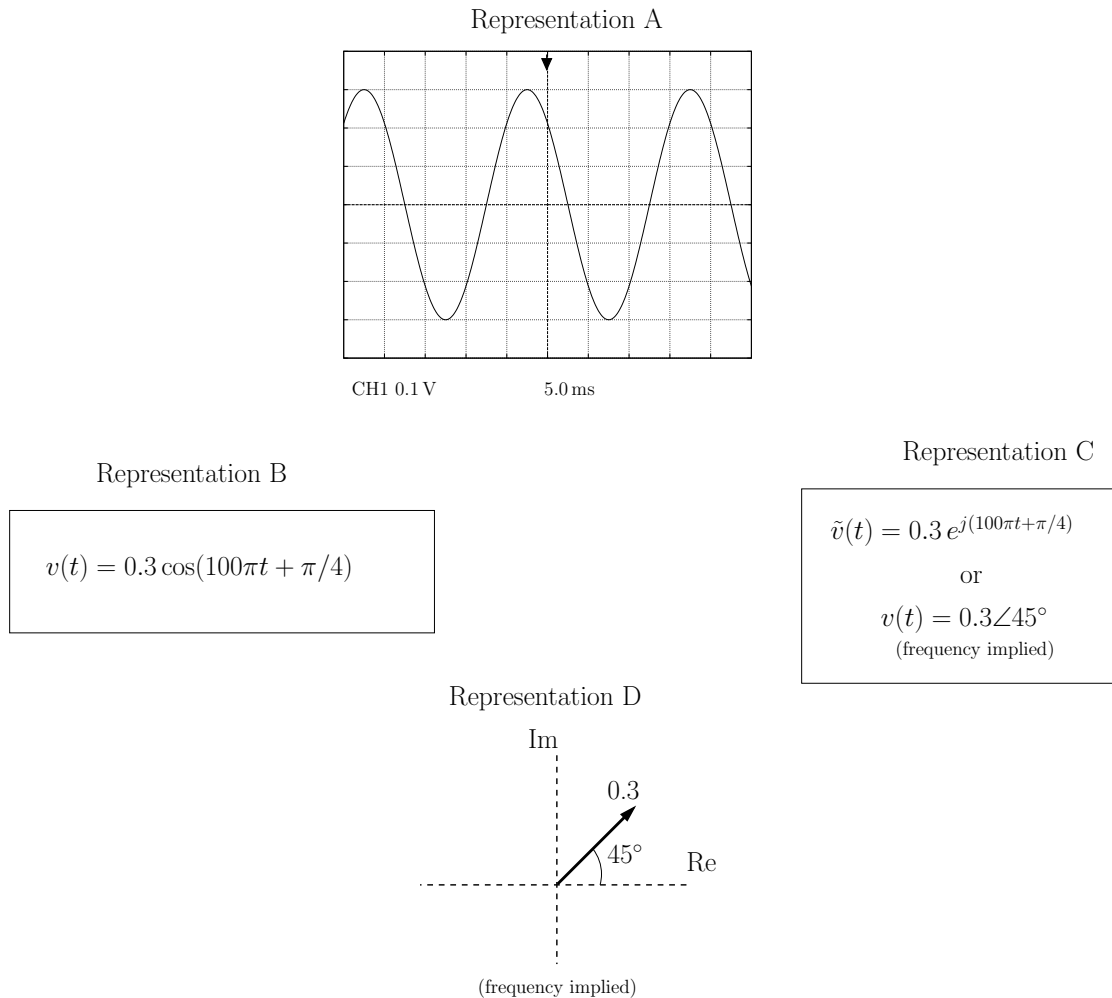 Representation A
CH1 0.1 V 5.0 ms
Representation B
v(t) = 0.3 cos(100πt + π/4)
Representation C
ṽ(t) = 0.3 e^{j(100πt+π/4)}
or
v(t) = 0.3∠45°
(frequency implied)
Representation D
Im
0.3
45°
Re
(frequency implied)